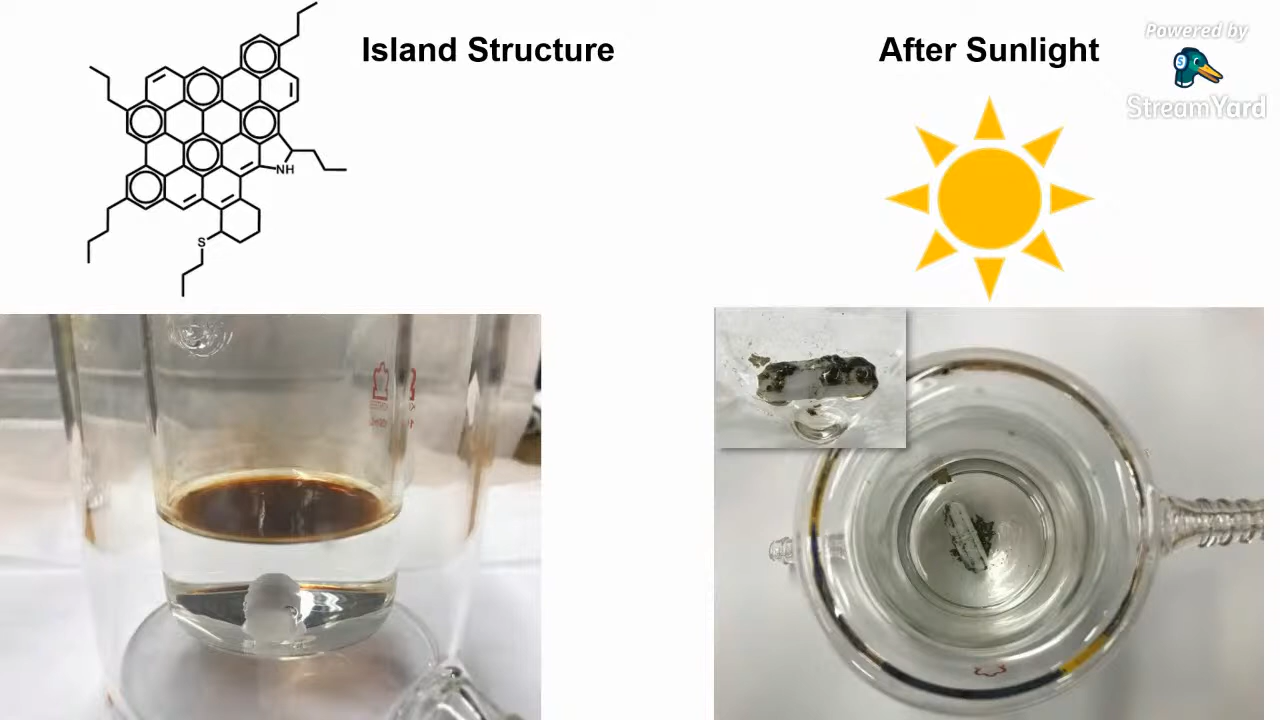 Island Structure
After Sunlight
Powered by
S
StreamYard
NH
S